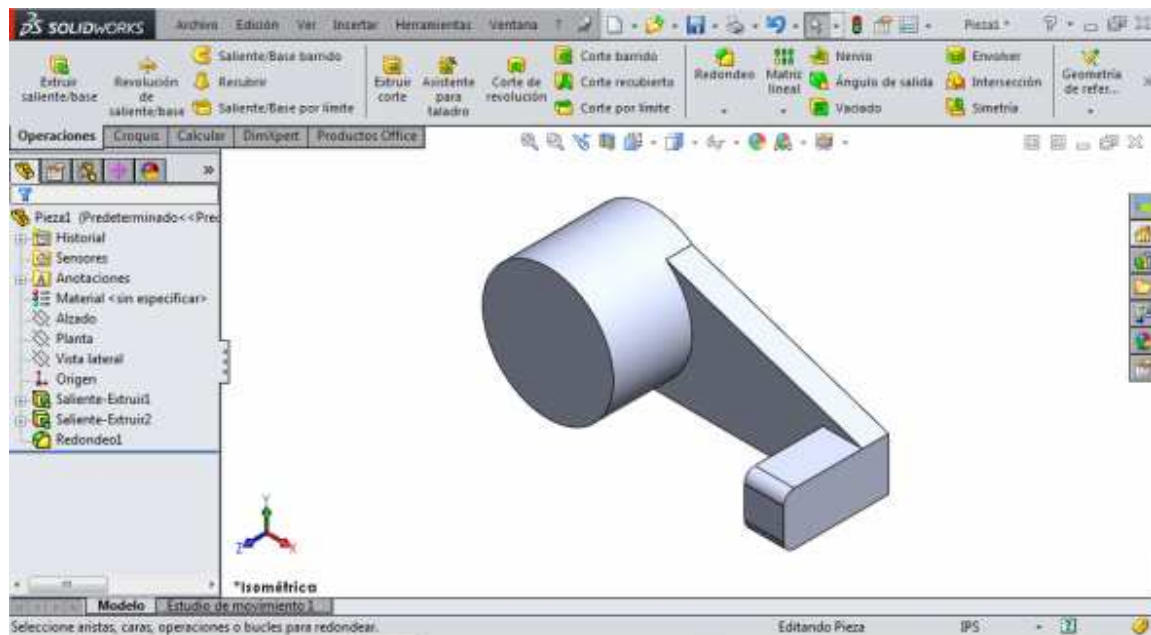 SOLIDWORKS Archivo Edición Ver Insertar Herramientas Ventana ? Pieza1 *
Extruir saliente/base
Revolución de saliente/base
Saliente/Base barrido
Recubrir
Saliente/Base por límite
Extruir corte
Asistente para taladro
Corte de revolución
Corte barrido
Corte recubierto
Corte por límite
Redondeo
Matriz lineal
Nervio
Ángulo de salida
Vaciado
Envolver
Intersección
Simetría
Geometría de refer...
Operaciones Croquis Calcular DimXpert Productos Office
Pieza1 (Predeterminado<<Pred
Historial
Sensores
Anotaciones
Material <sin especificar>
Alzado
Planta
Vista lateral
Origen
Saliente-Extruir1
Saliente-Extruir2
Redondeo1
Y
Z X
*Isométrica
Modelo Estudio de movimiento 1
Seleccione aristas, caras, operaciones o bucles para redondear. Editando Pieza IPS